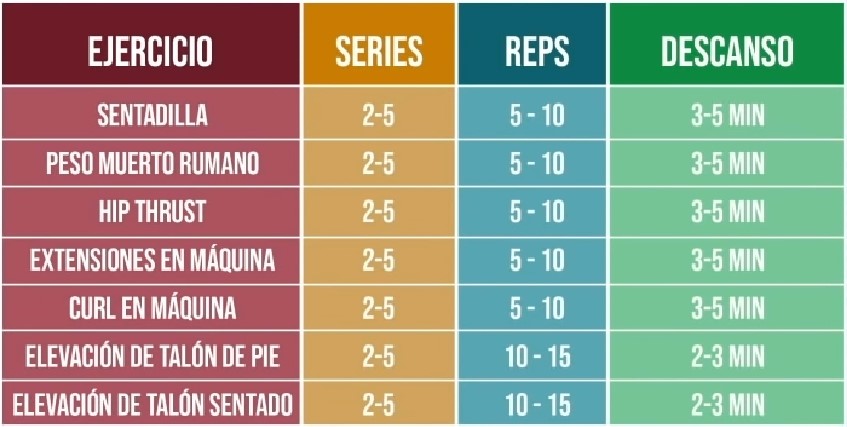 EJERCICIO SERIES REPS DESCANSO
SENTADILLA 2-5 5 - 10 3-5 MIN
PESO MUERTO RUMANO 2-5 5 - 10 3-5 MIN
HIP THRUST 2-5 5 - 10 3-5 MIN
EXTENSIONES EN MÁQUINA 2-5 5 - 10 3-5 MIN
CURL EN MÁQUINA 2-5 5 - 10 3-5 MIN
ELEVACIÓN DE TALÓN DE PIE 2-5 10 - 15 2-3 MIN
ELEVACIÓN DE TALÓN SENTADO 2-5 10 - 15 2-3 MIN